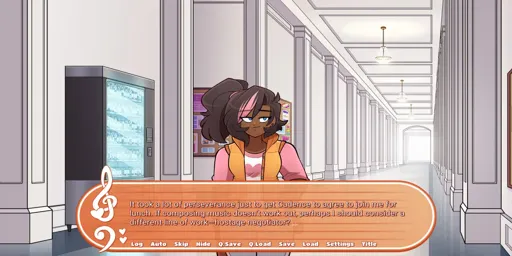 It took a lot of perseverance just to get Cadence to agree to join me for
lunch. If composing music doesn't work out, perhaps I should consider a
different line of work—hostage negotiator?
Log Auto Skip Hide Q.Save Q.Load Save Load Settings Title